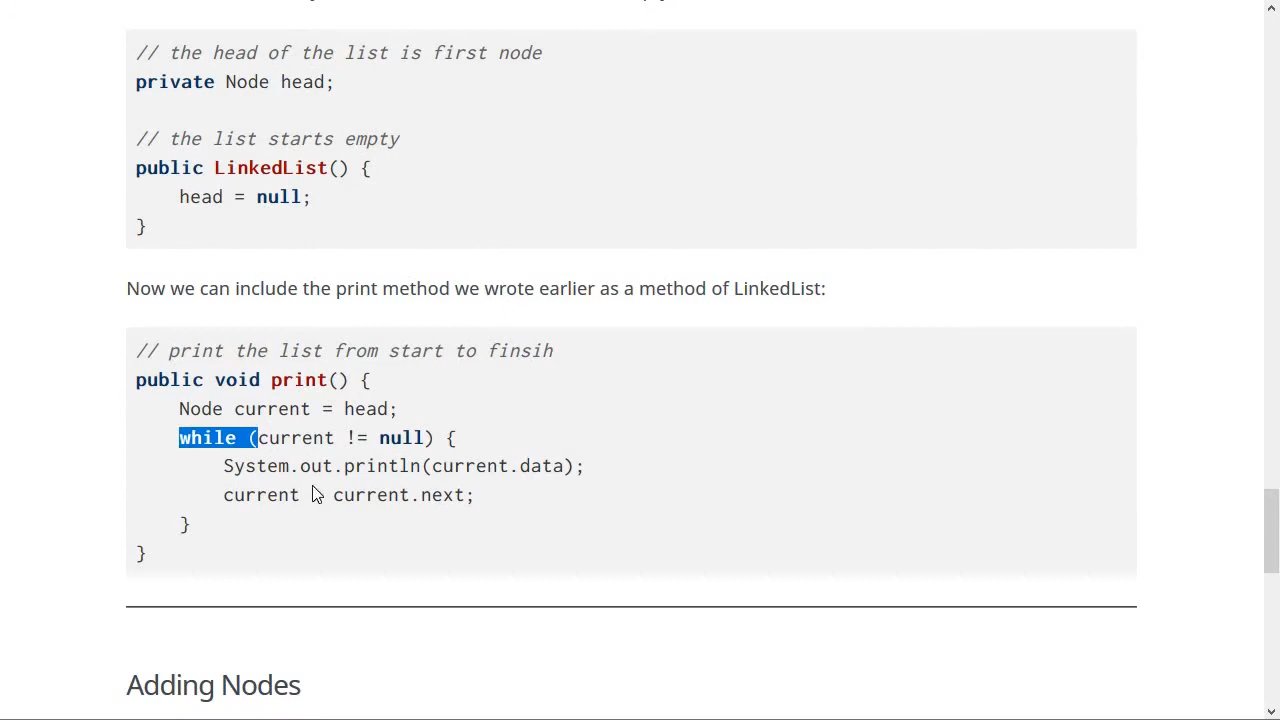 // the head of the list is first node
private Node head;
// the list starts empty
public LinkedList() {
head = null;
}
Now we can include the print method we wrote earlier as a method of LinkedList:
// print the list from start to finsih
public void print() {
Node current = head;
while (current != null) {
System.out.println(current.data);
current current.next;
}
}
Adding Nodes